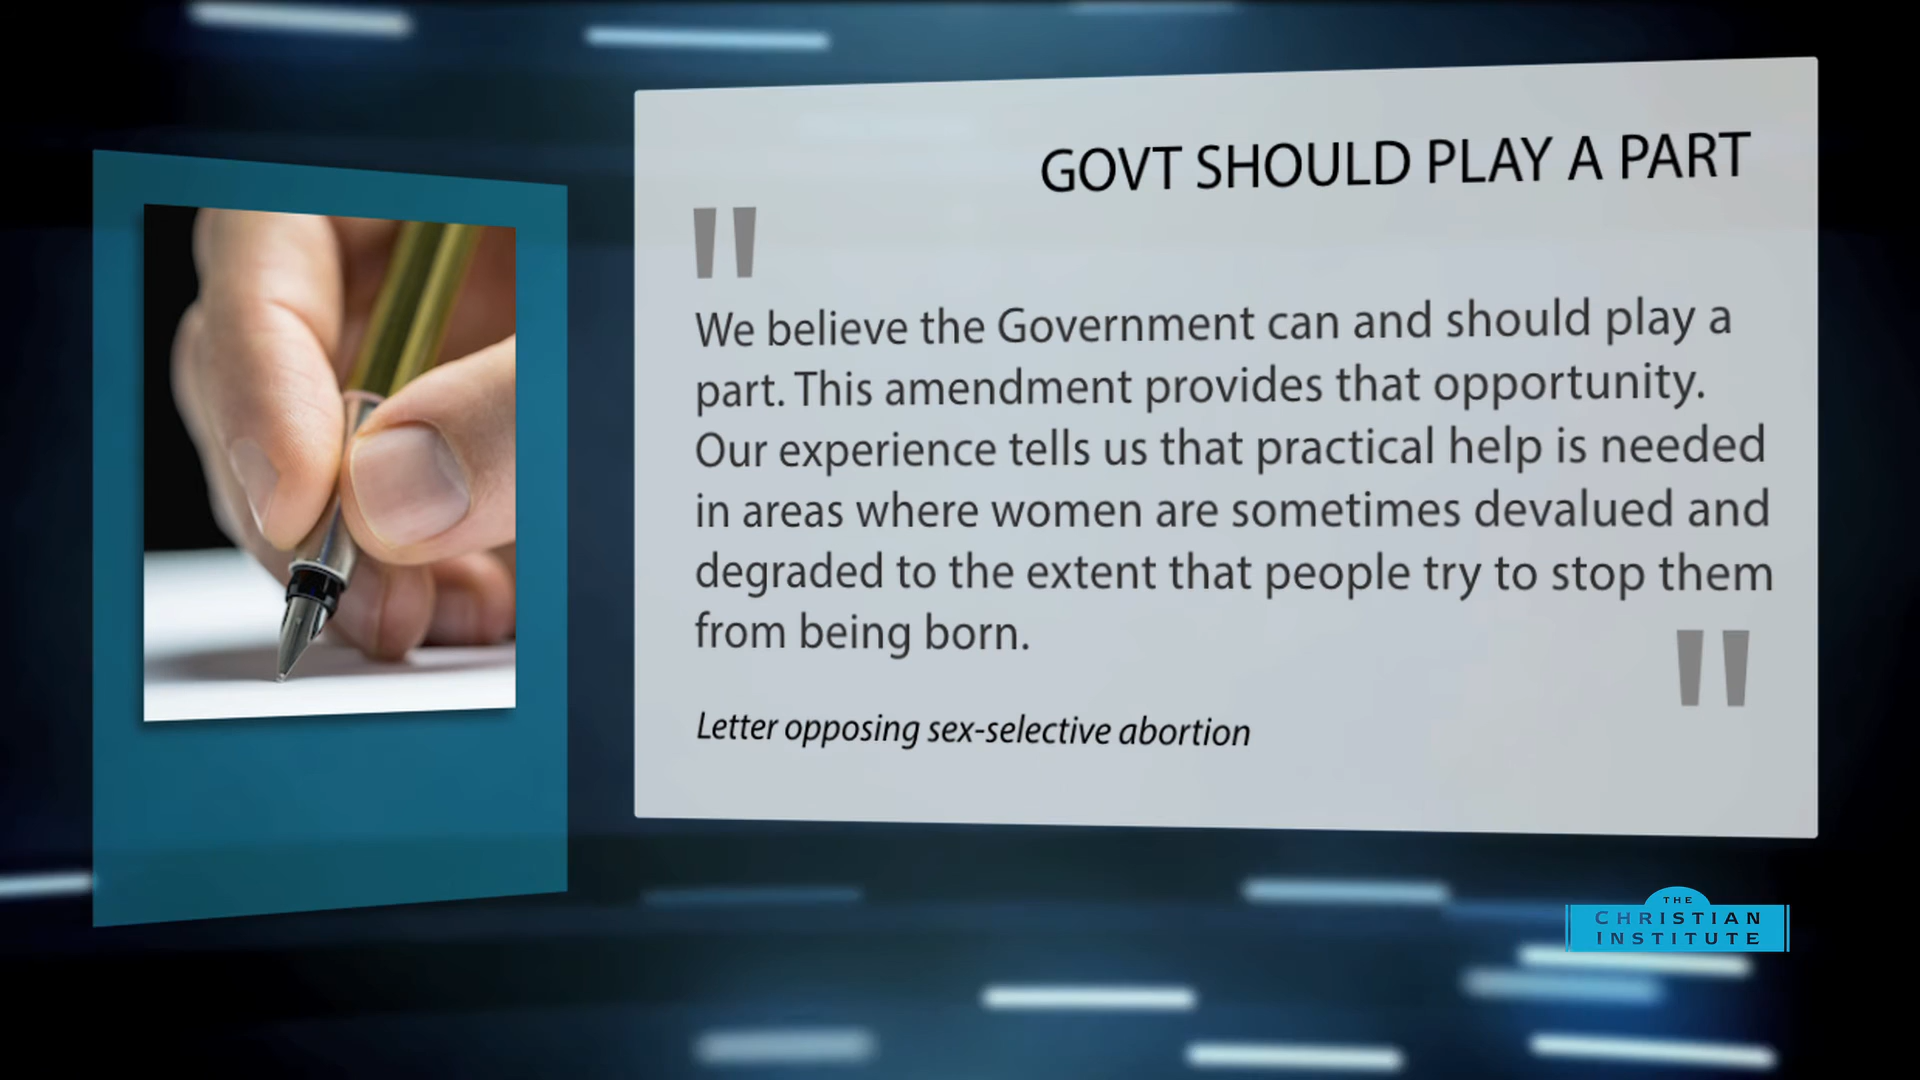 GOVT SHOULD PLAY A PART
"
We believe the Government can and should play a
part. This amendment provides that opportunity.
Our experience tells us that practical help is needed
in areas where women are sometimes devalued and
degraded to the extent that people try to stop them
from being born.
"
Letter opposing sex-selective abortion
THE
CHRISTIAN
INSTITUTE